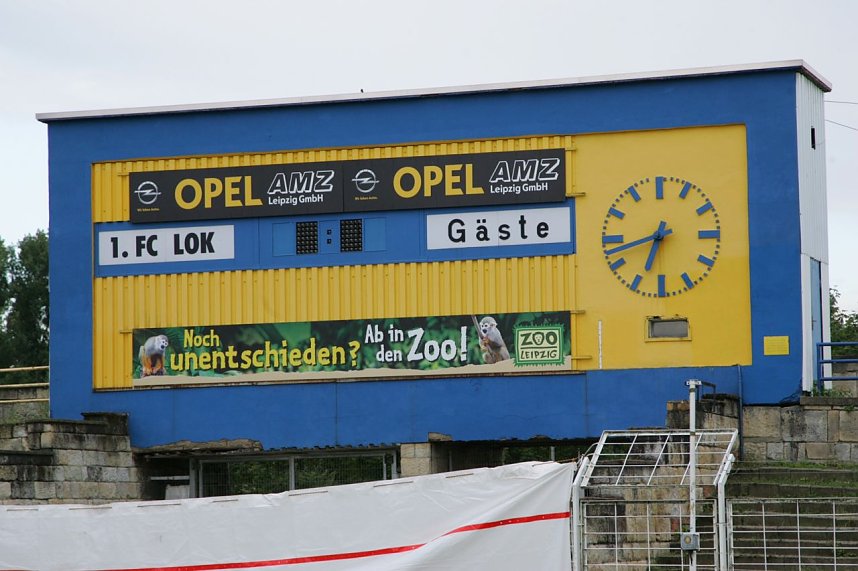 OPEL AMZ
Leipzig GmbH
OPEL AMZ
Leipzig GmbH
1. FC LOK
:
Gäste
Noch
unentschieden?
Ab in
den Zoo!
ZOO
LEIPZIG